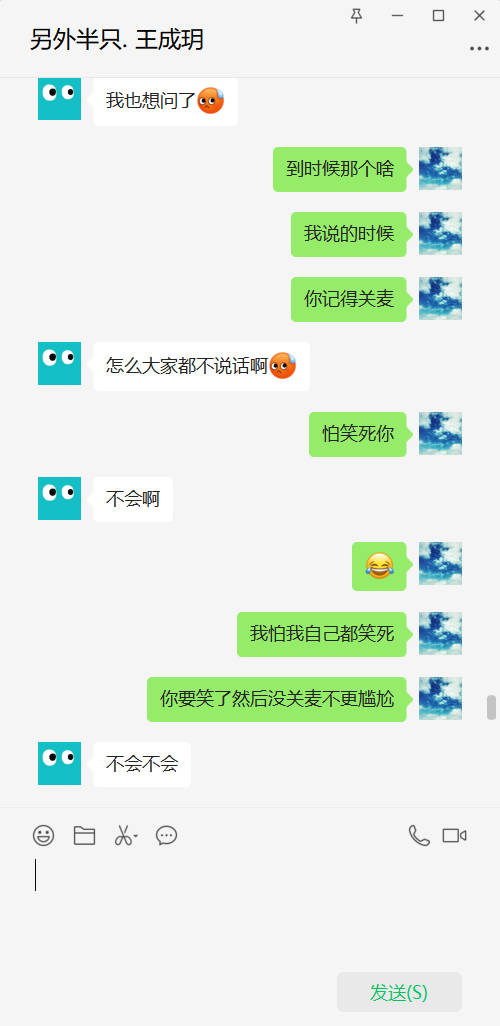 另外半只. 王成玥
我也想问了
到时候那个啥
我说的时候
你记得关麦
怎么大家都不说话啊
怕笑死你
不会啊
我怕我自己都笑死
你要笑了然后没关麦不更尴尬
不会不会
发送(S)